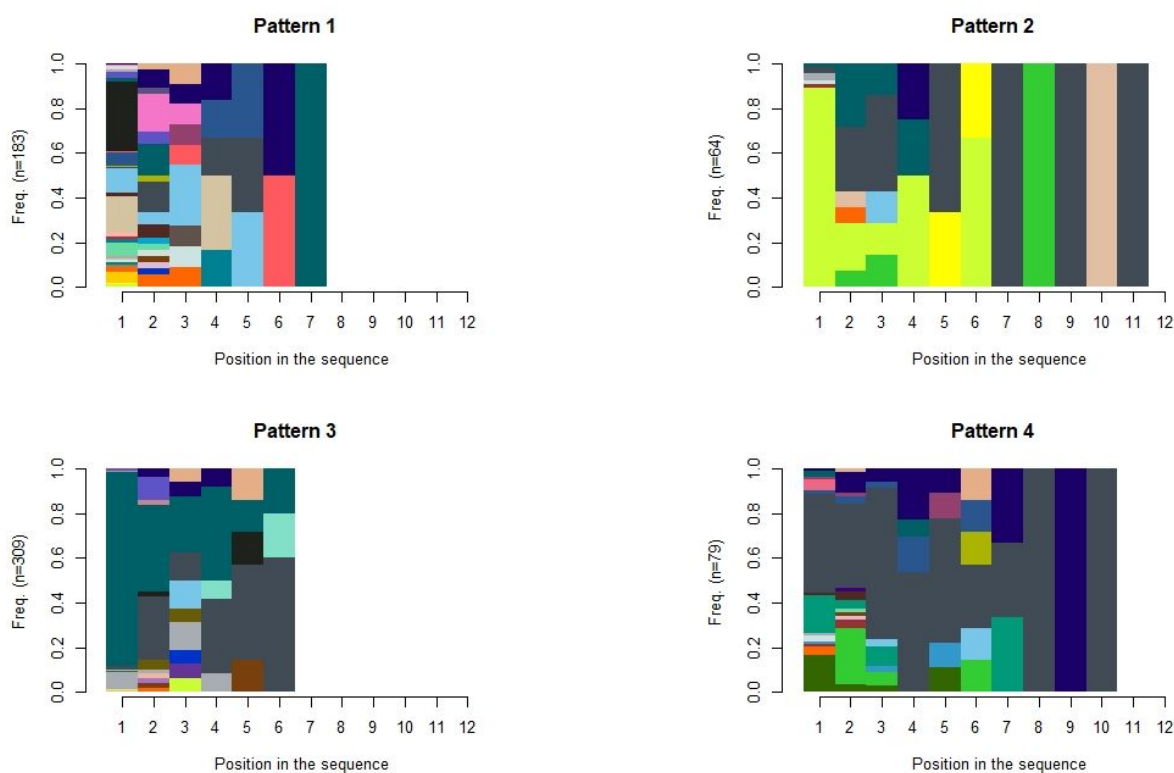 Pattern 1
Freq. (n=183)
0.0 0.2 0.4 0.6 0.8 1.0
1 2 3 4 5 6 7 8 9 10 11 12
Position in the sequence
Pattern 2
Freq. (n=64)
0.0 0.2 0.4 0.6 0.8 1.0
1 2 3 4 5 6 7 8 9 10 11 12
Position in the sequence
Pattern 3
Freq. (n=309)
0.0 0.2 0.4 0.6 0.8 1.0
1 2 3 4 5 6 7 8 9 10 11 12
Position in the sequence
Pattern 4
Freq. (n=79)
0.0 0.2 0.4 0.6 0.8 1.0
1 2 3 4 5 6 7 8 9 10 11 12
Position in the sequence